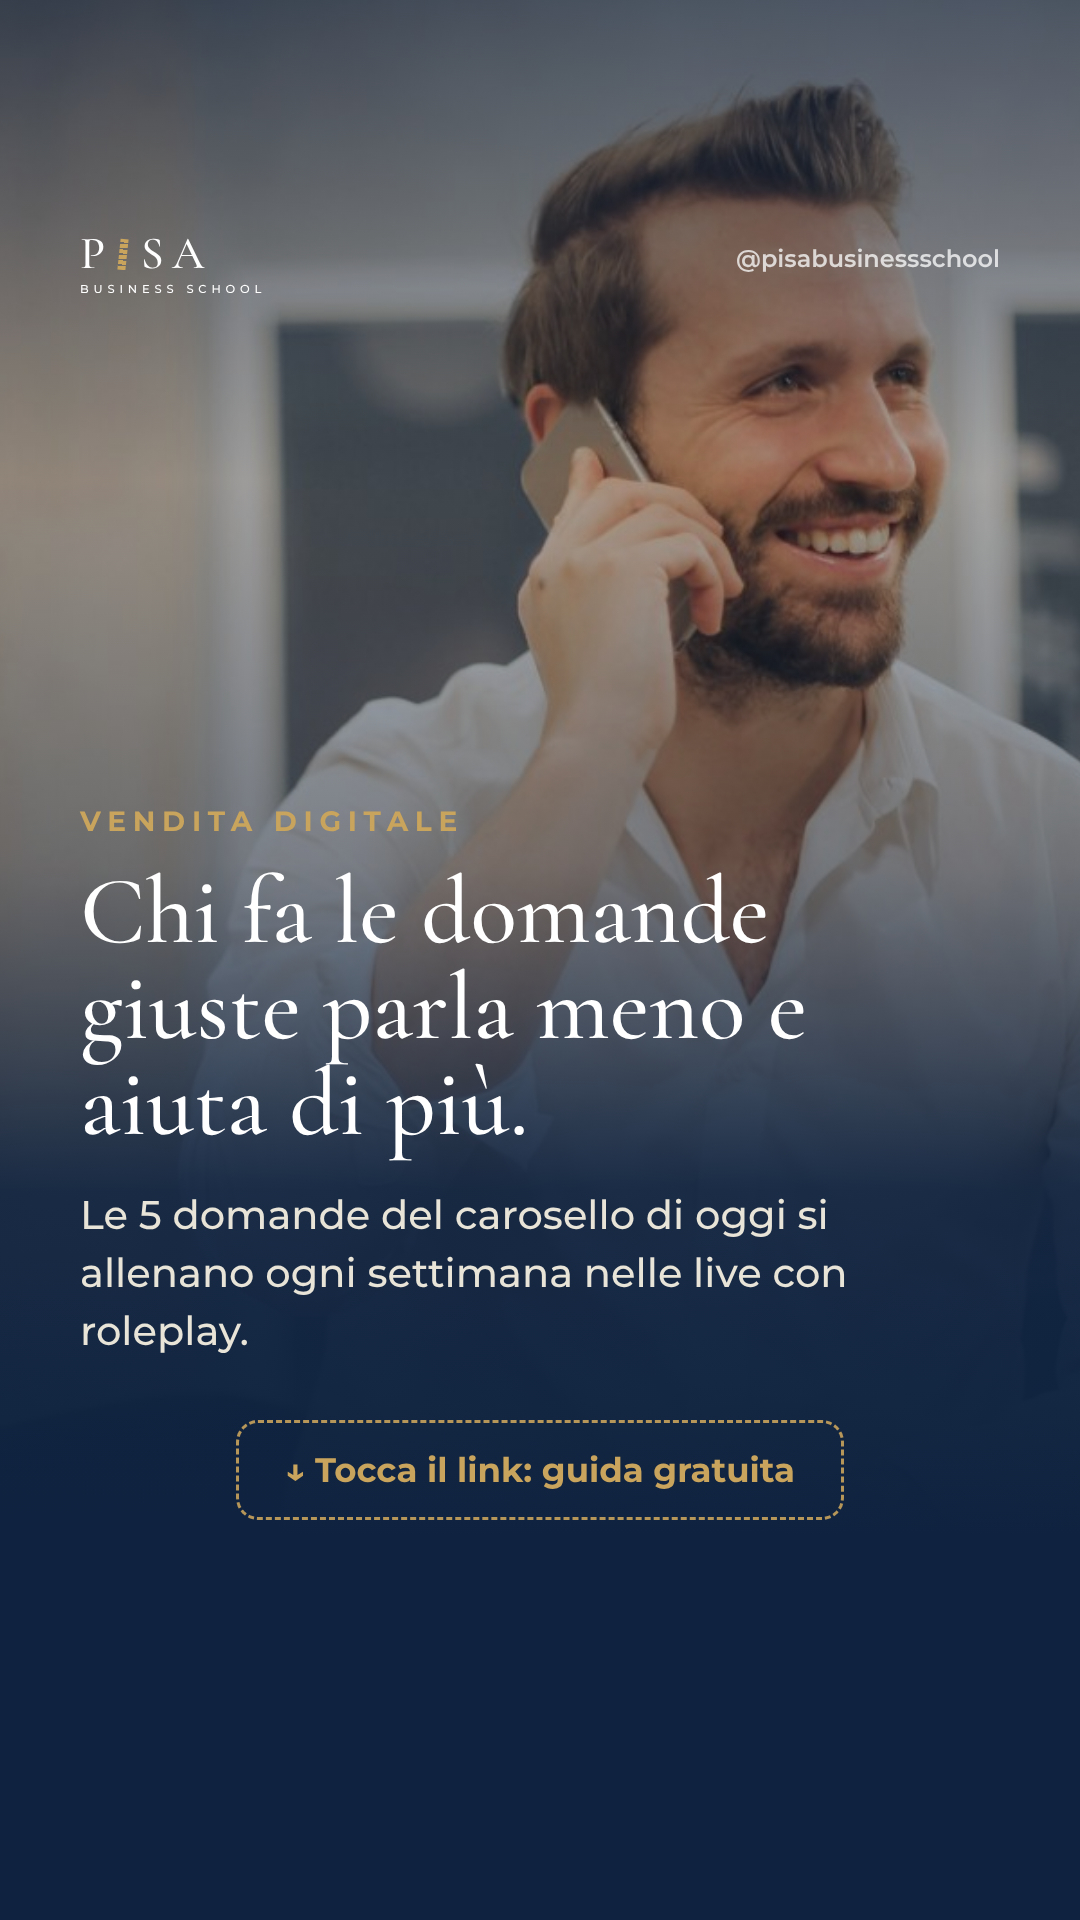 PISA
BUSINESS SCHOOL
@pisabusinessschool
VENDITA DIGITALE
Chi fa le domande
giuste parla meno e
aiuta di più.
Le 5 domande del carosello di oggi si
allenano ogni settimana nelle live con
roleplay.
↓ Tocca il link: guida gratuita